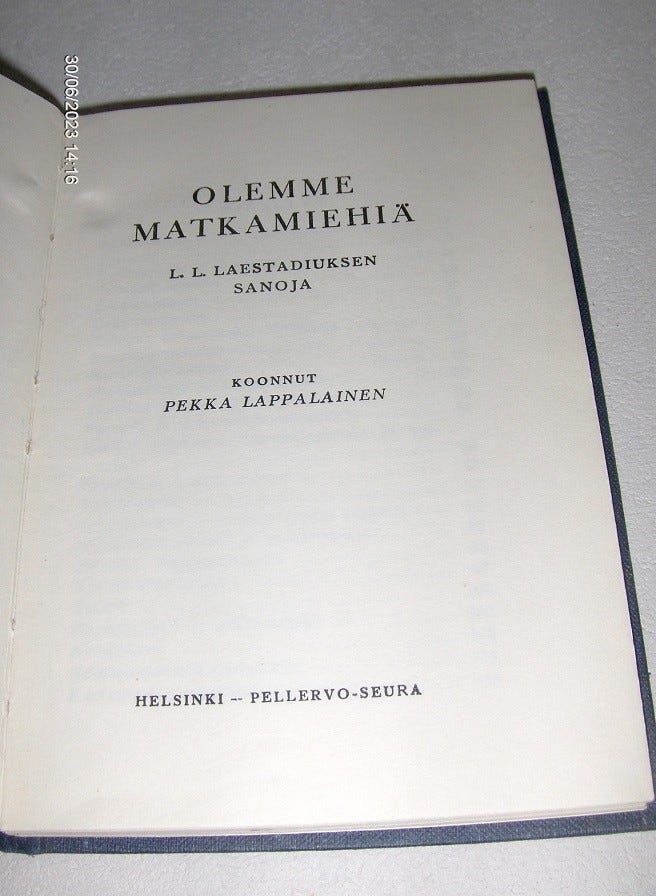 30/06/2023 14:16
OLEMME
MATKAMIEHIÄ
L. L. LAESTADIUKSEN
SANOJA
KOONNUT
PEKKA LAPPALAINEN
HELSINKI — PELLERVO-SEURA